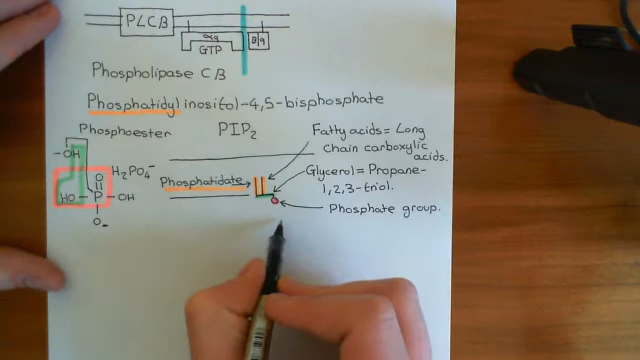 PLCβ
αq
GTP
β
γ
Phospholipase Cβ
Phosphatidyl inositol-4,5-bisphosphate
Phosphoester
PIP2
Fatty acids = Long
chain carboxylic
acids.
-OH
H2PO4-
O
HO-P-OH
O-
Phosphatidate
Glycerol = Propane-
1,2,3-triol.
Phosphate group.